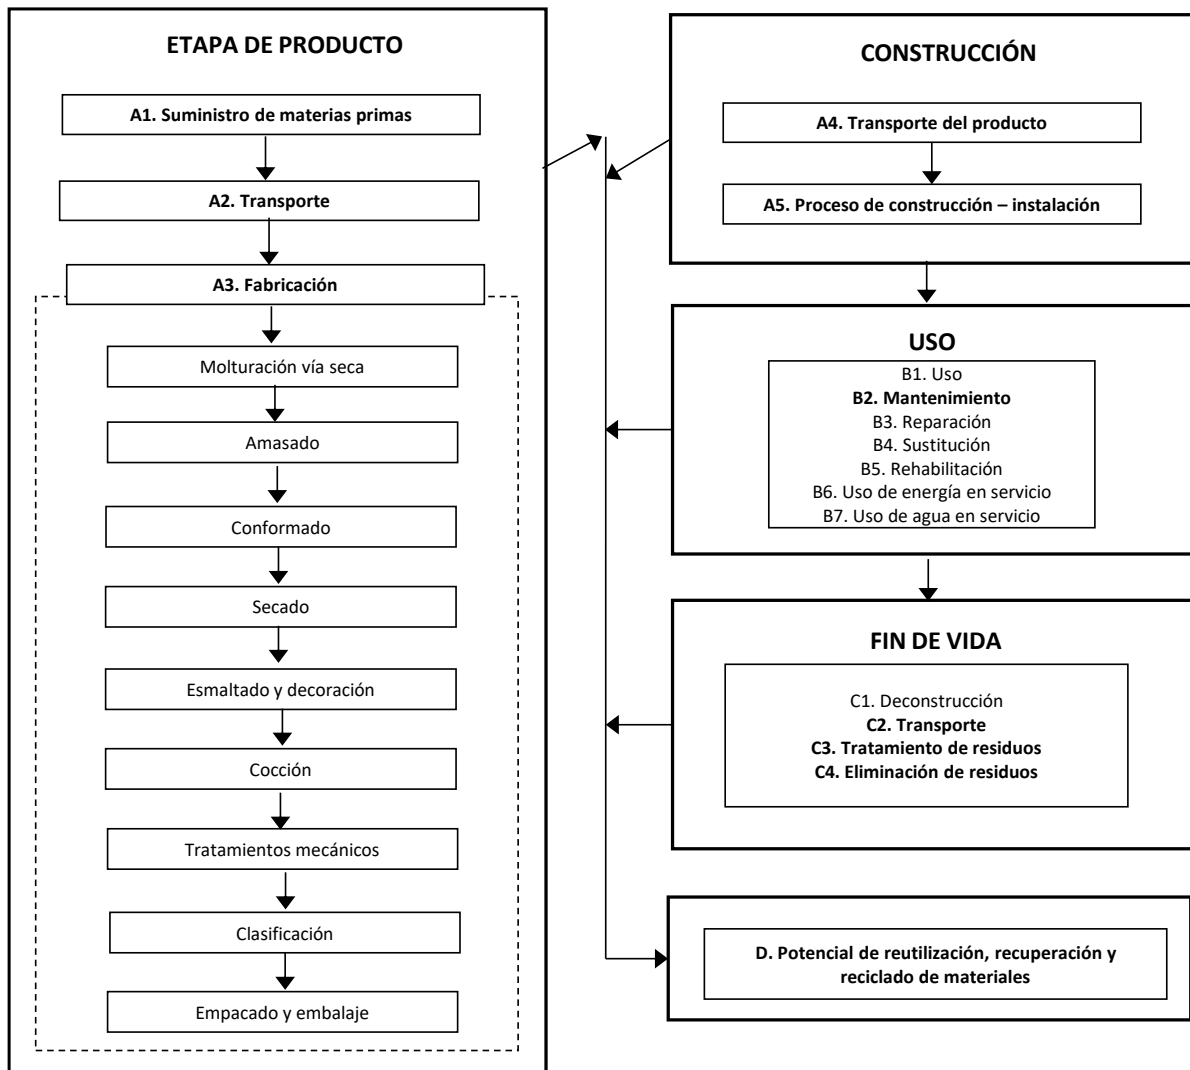 ETAPA DE PRODUCTO
A1. Suministro de materias primas
A2. Transporte
A3. Fabricación
Molturación vía seca
Amasado
Conformado
Secado
Esmaltado y decoración
Cocción
Tratamientos mecánicos
Clasificación
Empacado y embalaje
CONSTRUCCIÓN
A4. Transporte del producto
A5. Proceso de construcción – instalación
USO
B1. Uso
B2. Mantenimiento
B3. Reparación
B4. Sustitución
B5. Rehabilitación
B6. Uso de energía en servicio
B7. Uso de agua en servicio
FIN DE VIDA
C1. Deconstrucción
C2. Transporte
C3. Tratamiento de residuos
C4. Eliminación de residuos
D. Potencial de reutilización, recuperación y
reciclado de materiales